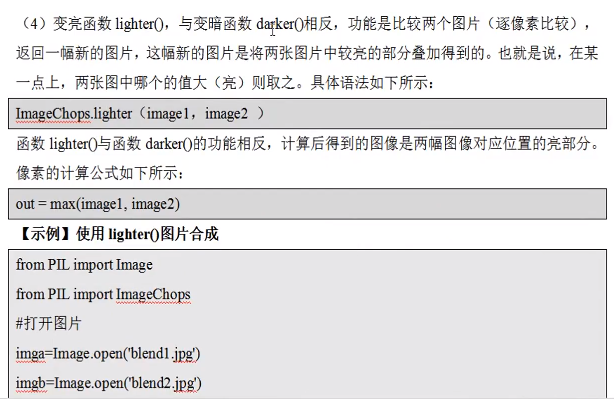 （4）变亮函数 lighter()，与变暗函数 darker()相反，功能是比较两个图片（逐像素比较），
返回一幅新的图片，这幅新的图片是将两张图片中较亮的部分叠加得到的。也就是说，在某
一点上，两张图中哪个的值大（亮）则取之。具体语法如下所示：
ImageChops.lighter（image1，image2 ）
函数 lighter()与函数 darker()的功能相反，计算后得到的图像是两幅图像对应位置的亮部分。
像素的计算公式如下所示：
out = max(image1, image2)
【示例】使用 lighter()图片合成
from PIL import Image
from PIL import ImageChops
#打开图片
imga=Image.open('blend1.jpg')
imgb=Image.open('blend2.jpg')